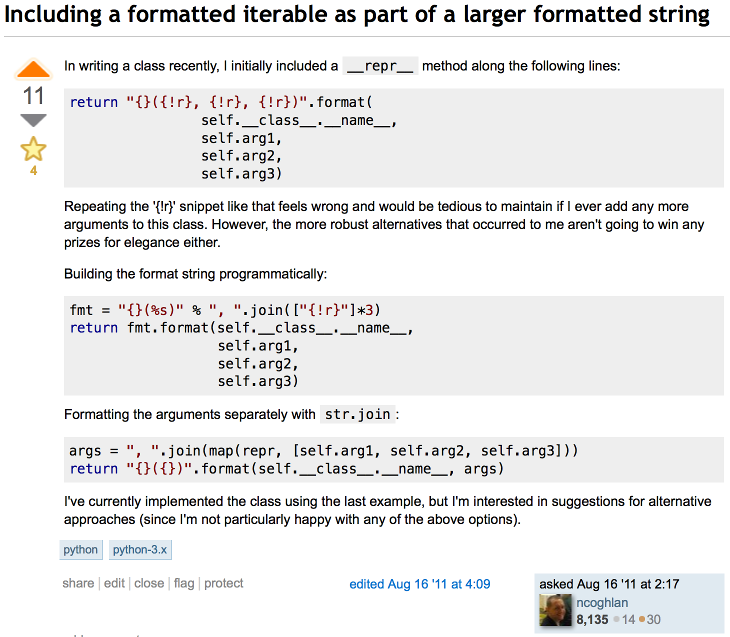 Including a formatted iterable as part of a larger formatted string
11
4
In writing a class recently, I initially included a __repr__ method along the following lines:
return "{}({!r}, {!r}, {!r})".format(
self.__class__.__name__,
self.arg1,
self.arg2,
self.arg3)
Repeating the '{!r}' snippet like that feels wrong and would be tedious to maintain if I ever add any more
arguments to this class. However, the more robust alternatives that occurred to me aren't going to win any
prizes for elegance either.
Building the format string programmatically:
fmt = "{}(%s)" % ", ".join(["{!r}"]*3)
return fmt.format(self.__class__.__name__,
self.arg1,
self.arg2,
self.arg3)
Formatting the arguments separately with str.join:
args = ", ".join(map(repr, [self.arg1, self.arg2, self.arg3]))
return "{}({})".format(self.__class__.__name__, args)
I've currently implemented the class using the last example, but I'm interested in suggestions for alternative
approaches (since I'm not particularly happy with any of the above options).
python python-3.x
share | edit | close | flag | protect
edited Aug 16 '11 at 4:09
asked Aug 16 '11 at 2:17
ncoghlan
8,135 14 30